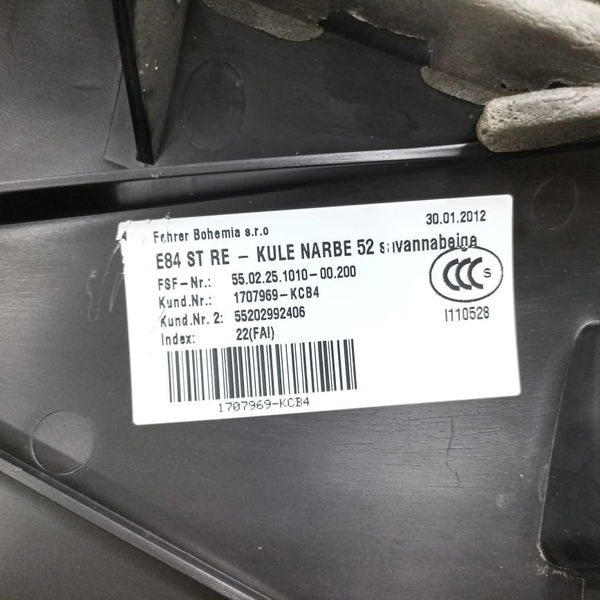 Fehrer Bohemia s.r.o 30.01.2012
E84 ST RE - KULE NARBE 52 savannabeige
FSF-Nr.: 55.02.25.1010-00.200
Kund.Nr.: 1707969-KCB4
Kund.Nr. 2: 55202992406
Index: 22(FAI)
CCC S
I110528
1707969-KCB4